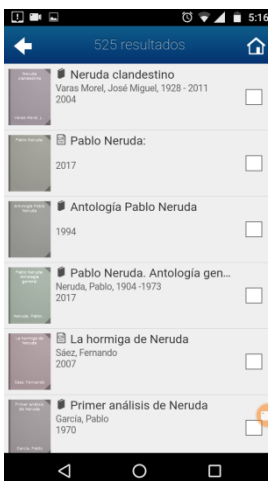 5:16
525 resultados
Neruda clandestino
Varas Morel, José Miguel, 1928 - 2011
2004
Pablo Neruda:
2017
Antología Pablo Neruda
1994
Pablo Neruda. Antología gen...
Neruda, Pablo, 1904 -1973
2017
La hormiga de Neruda
Sáez, Fernando
2007
Primer análisis de Neruda
García, Pablo
1970